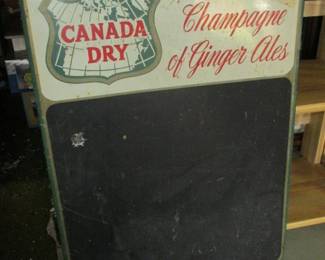 CANADA
DRY
Champagne
of Ginger Ales